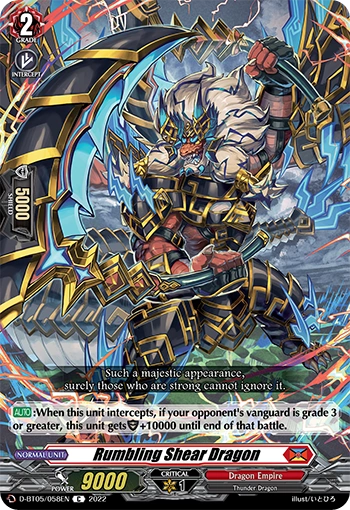 2
GRADE
INTERCEPT
5000
SHIELD
Such a majestic appearance,
surely those who are strong cannot ignore it.
AUTO:When this unit intercepts, if your opponent's vanguard is grade 3
or greater, this unit gets +10000 until end of that battle.
NORMAL UNIT
Rumbling Shear Dragon
POWER 9000
CRITICAL
1
Dragon Empire
Thunder Dragon
D-BT05/058EN C 2022
illust/いとひろ